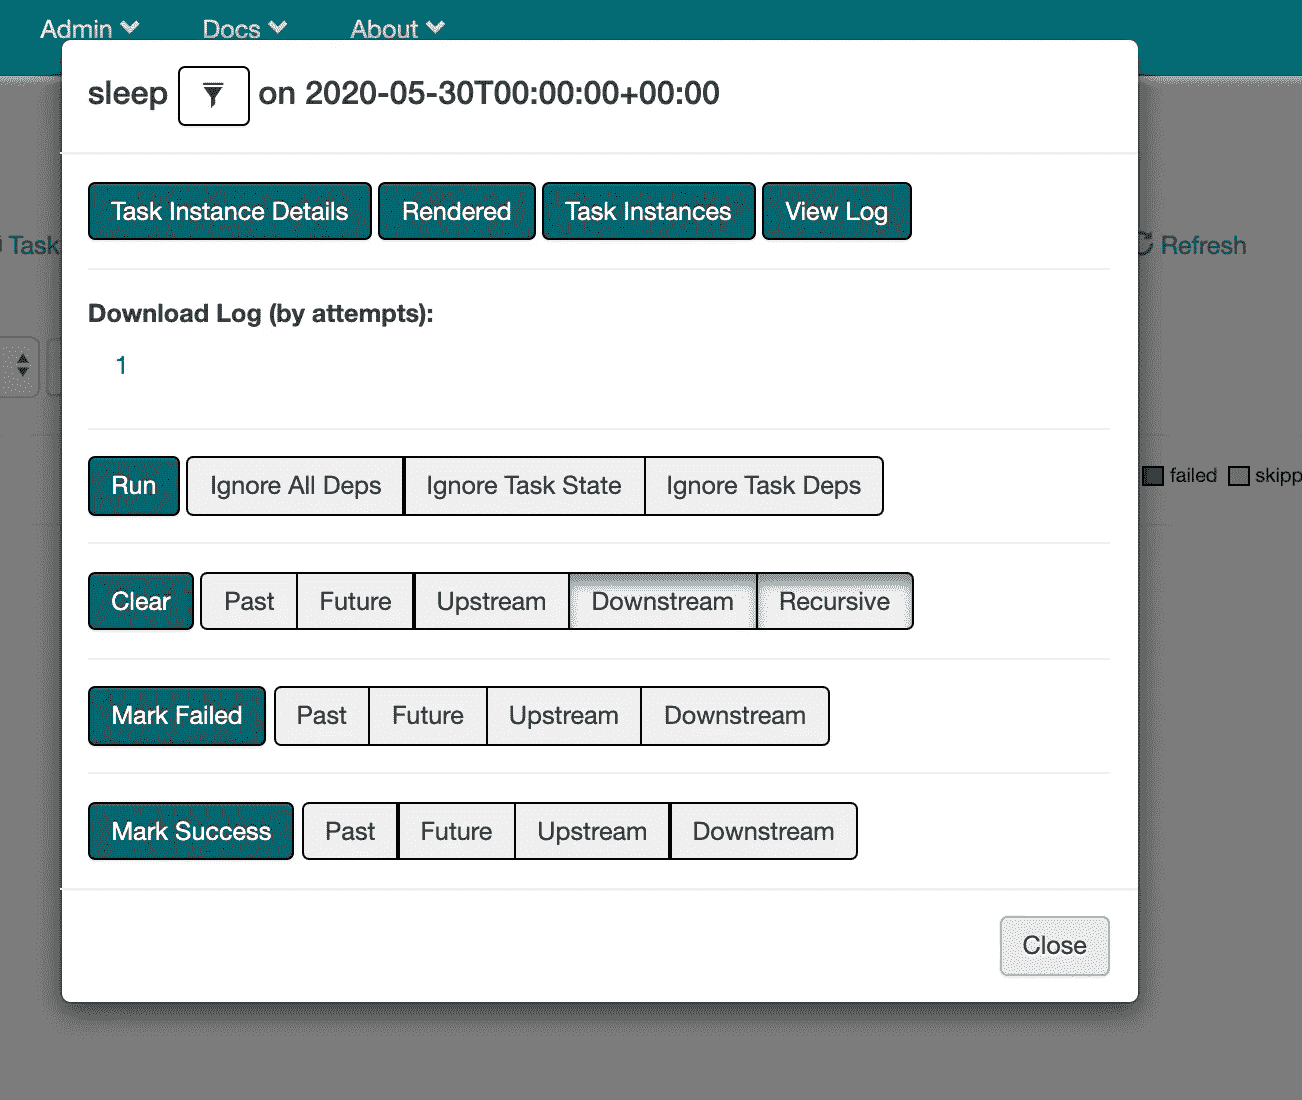 Admin Docs About
sleep on 2020-05-30T00:00:00+00:00
Task Instance Details Rendered Task Instances View Log
Task Refresh
Download Log (by attempts):
1
failed skipp
Run Ignore All Deps Ignore Task State Ignore Task Deps
Clear Past Future Upstream Downstream Recursive
Mark Failed Past Future Upstream Downstream
Mark Success Past Future Upstream Downstream
Close